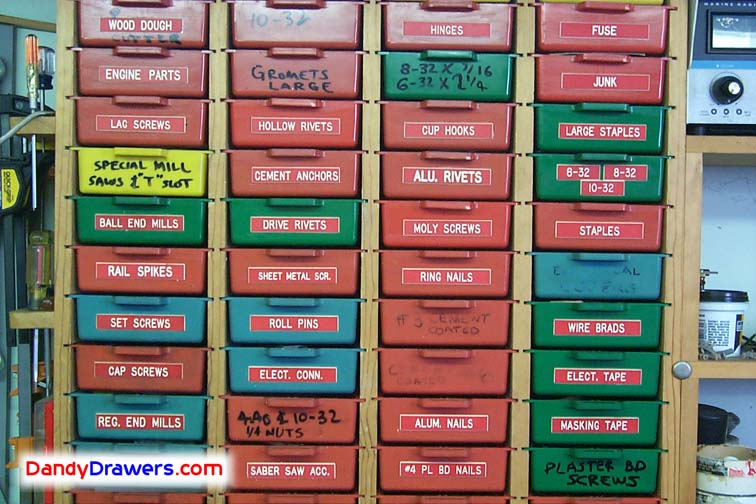 WOOD DOUGH
CUTTER
10-32
HINGES
FUSE
ENGINE PARTS
GROMETS
LARGE
8-32 X 7/16
6-32 X 2 1/4
JUNK
LAG SCREWS
HOLLOW RIVETS
CUP HOOKS
LARGE STAPLES
SPECIAL MILL
SAWS & "T" SLOT
CEMENT ANCHORS
ALU. RIVETS
6-32
8-32
10-32
BALL END MILLS
DRIVE RIVETS
MOLY SCREWS
STAPLES
RAIL SPIKES
SHEET METAL SCR.
RING NAILS
SET SCREWS
ROLL PINS
CEMENT
COATED
WIRE BRADS
CAP SCREWS
ELECT. CONN.
COATED
ELECT. TAPE
REG. END MILLS
4-40 & 10-32
1/4 NUTS
ALUM. NAILS
MASKING TAPE
SABER SAW ACC.
#4 PL BD NAILS
PLASTER BD
SCREWS
DandyDrawers.com